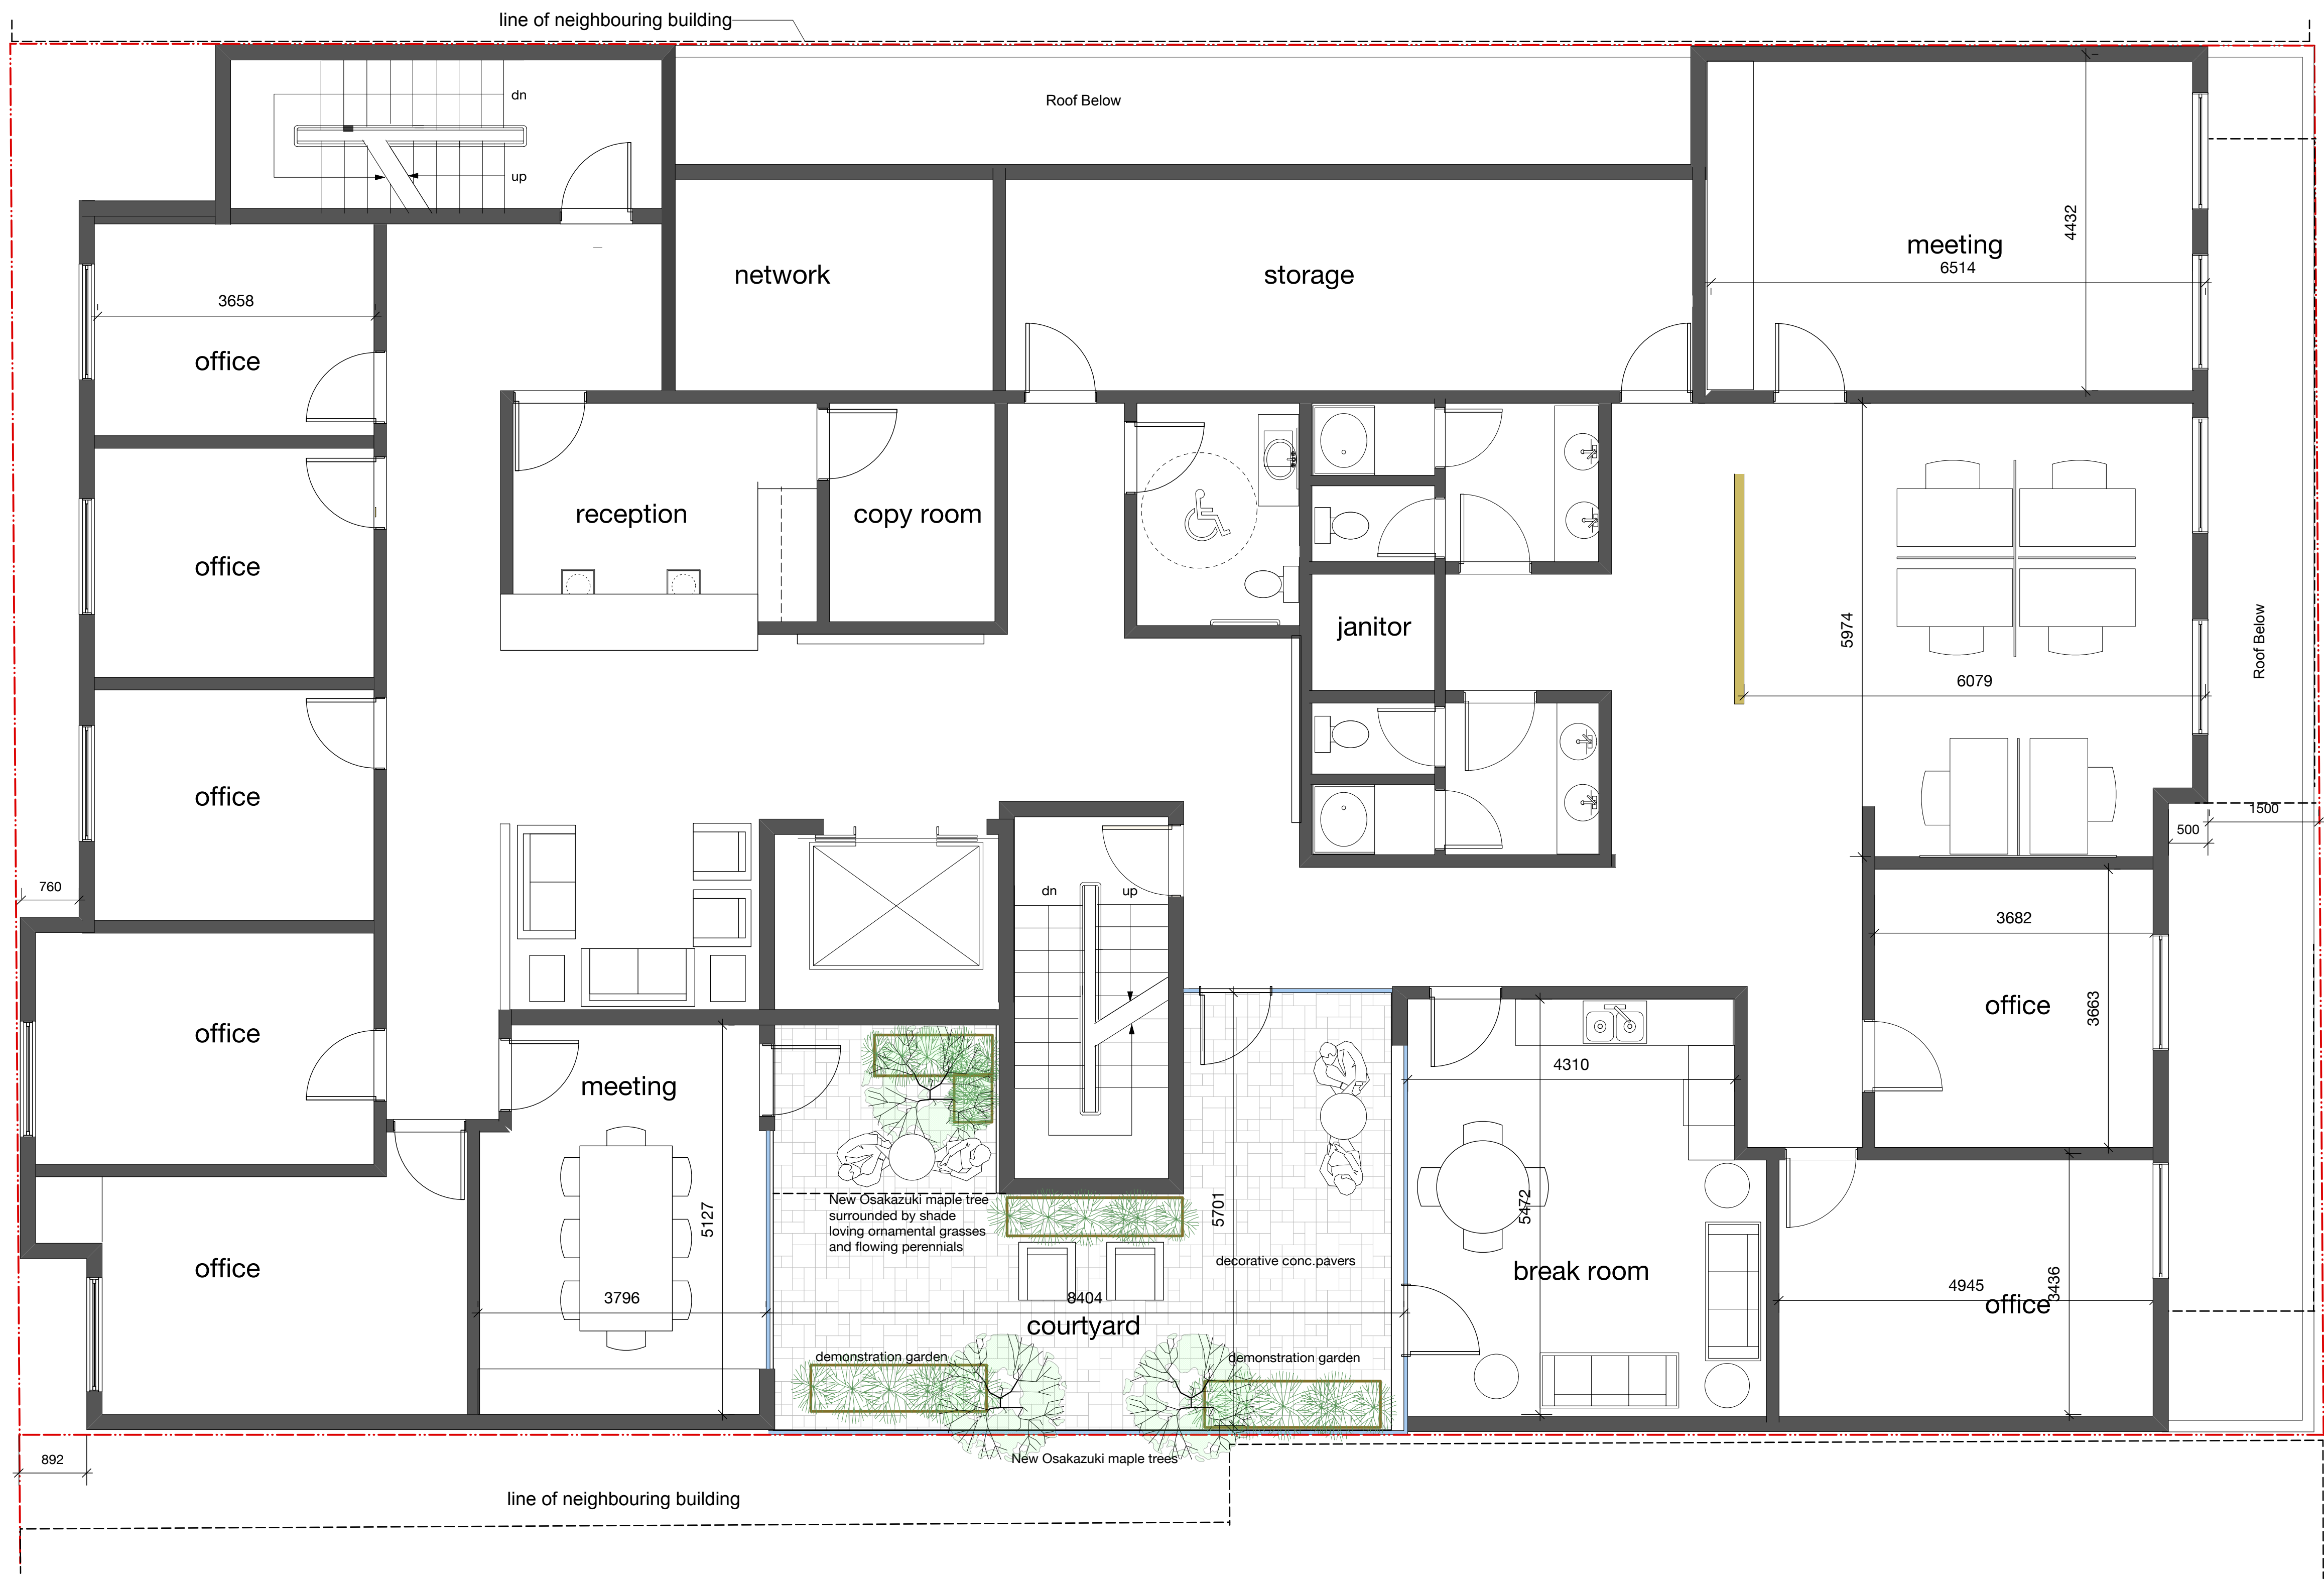 line of neighbouring building
dn
up
Roof Below
network
storage
meeting
6514
4432
3658
office
office
office
office
office
reception
copy room
janitor
5974
6079
Roof Below
1500
500
760
dn
up
3682
3663
office
meeting
5127
3796
New Osakazuki maple tree
surrounded by shade
loving ornamental grasses
and flowing perennials
5701
decorative conc.pavers
8404
courtyard
demonstration garden
demonstration garden
4310
5472
break room
4945
3436
office
New Osakazuki maple trees
892
line of neighbouring building